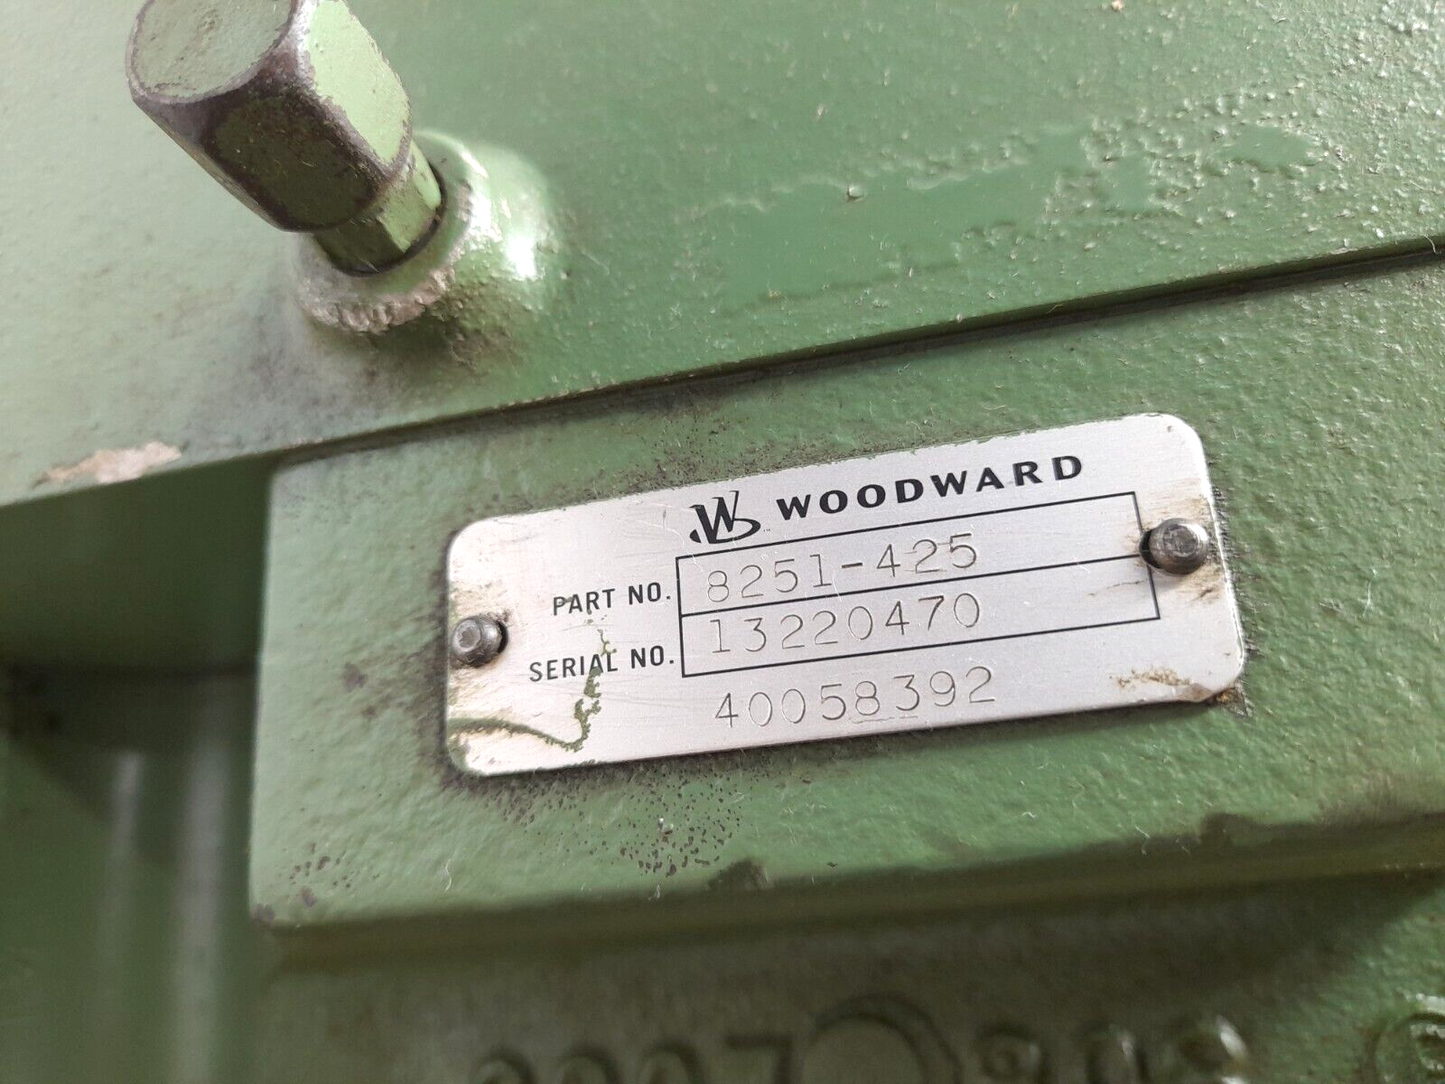 WOODWARD
PART NO. 8251-425
SERIAL NO. 13220470
40058392